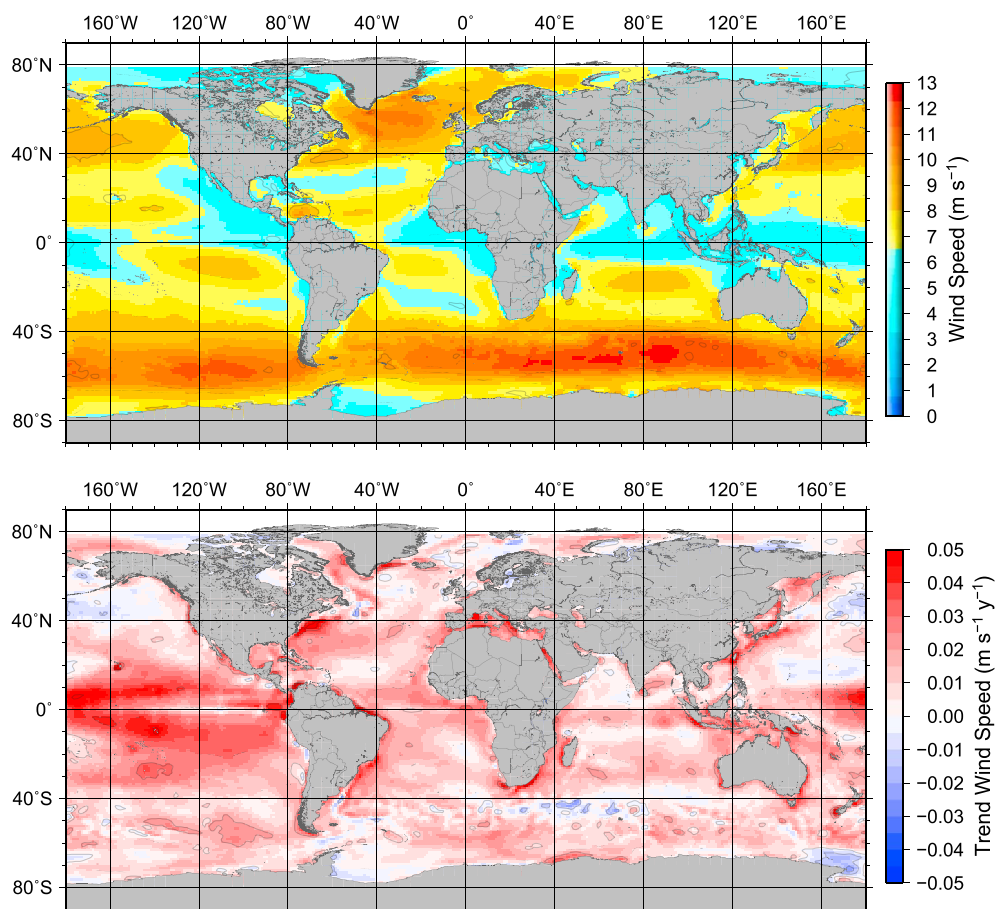 160˚W 120˚W 80˚W 40˚W 0˚ 40˚E 80˚E 120˚E 160˚E
80˚N
40˚N
0˚
40˚S
80˚S
13
12
11
10
9
8
7
6
5
4
3
2
1
0
Wind Speed (m s⁻¹)
160˚W 120˚W 80˚W 40˚W 0˚ 40˚E 80˚E 120˚E 160˚E
80˚N
40˚N
0˚
40˚S
80˚S
0.05
0.04
0.03
0.02
0.01
0.00
−0.01
−0.02
−0.03
−0.04
−0.05
Trend Wind Speed (m s⁻¹ y⁻¹)